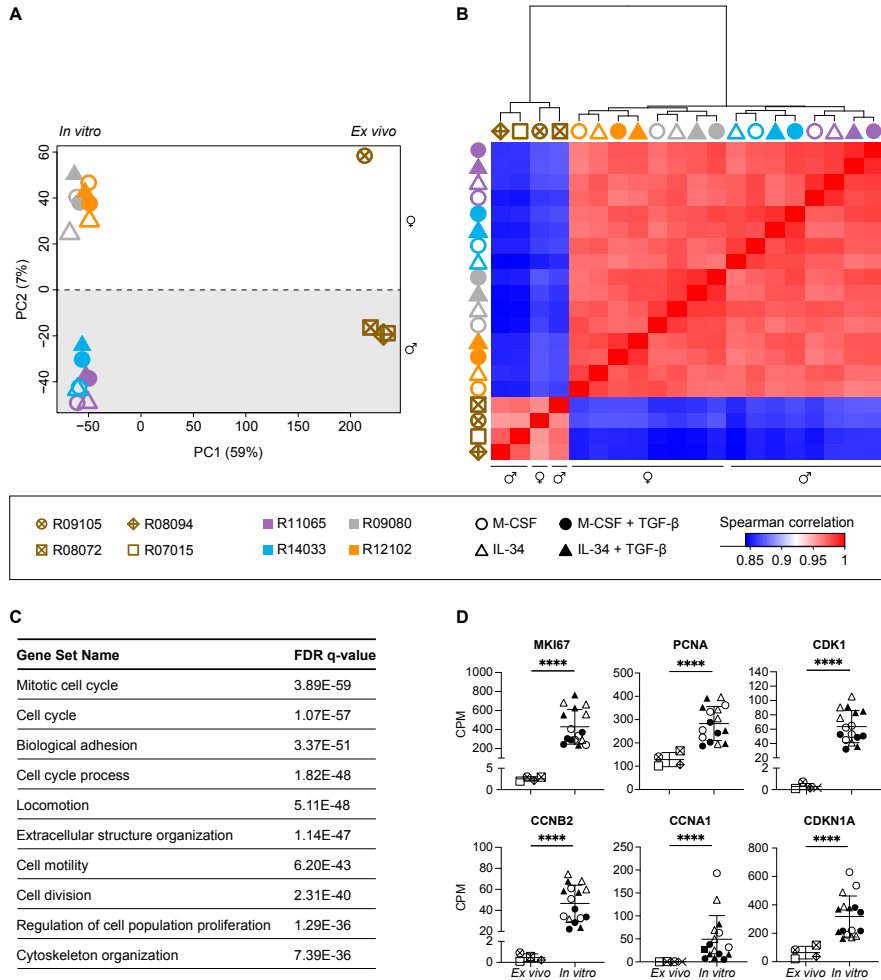 A
In vitro
Ex vivo
60
40
20
0
−20
−40
PC2 (7%)
♀
♂
−50
0
50
100
150
200
PC1 (59%)
B
♂ ♀ ♂ ♀ ♂
R09105
R08094
R11065
R09080
M-CSF
M-CSF + TGF-β
R08072
R07015
R14033
R12102
IL-34
IL-34 + TGF-β
Spearman correlation
0.85 0.9 0.95 1
C
Gene Set Name FDR q-value
Mitotic cell cycle 3.89E-59
Cell cycle 1.07E-57
Biological adhesion 3.37E-51
Cell cycle process 1.82E-48
Locomotion 5.11E-48
Extracellular structure organization 1.14E-47
Cell motility 6.20E-43
Cell division 2.31E-40
Regulation of cell population proliferation 1.29E-36
Cytoskeleton organization 7.39E-36
D
MKI67
****
1000
800
600
400
200
5
0
CPM
PCNA
****
500
400
300
200
100
0
CDK1
****
140
120
100
80
60
40
20
2
0
CCNB2
****
100
80
60
40
20
2
0
CPM
Ex vivo In vitro
CCNA1
****
250
200
150
100
50
0
Ex vivo In vitro
CDKN1A
****
800
600
400
200
0
Ex vivo In vitro